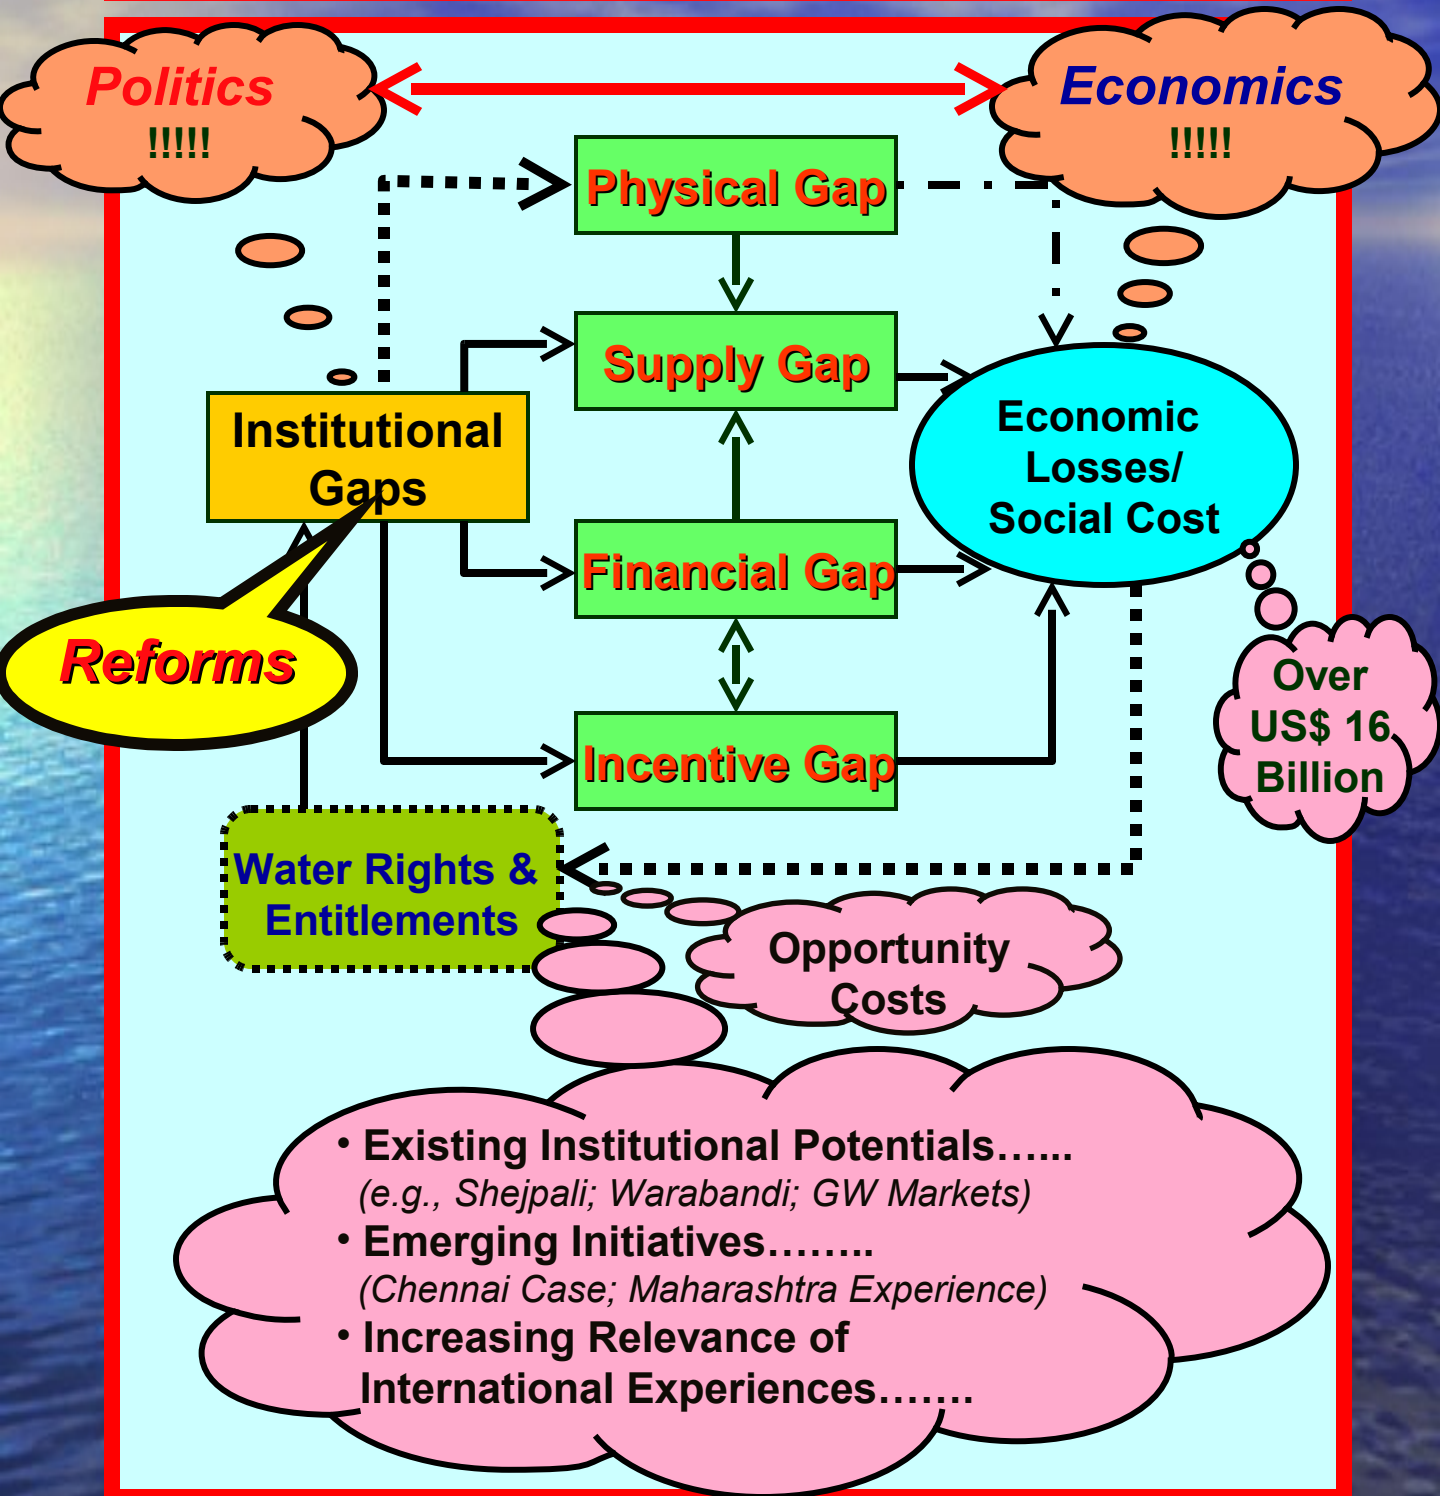 Politics
!!!!!
Economics
!!!!!
Physical Gap
Supply Gap
Institutional
Gaps
Economic
Losses/
Social Cost
Financial Gap
Reforms
Over
US$ 16
Billion
Incentive Gap
Water Rights &
Entitlements
Opportunity
Costs
• Existing Institutional Potentials…...
(e.g., Shejpali; Warabandi; GW Markets)
• Emerging Initiatives……..
(Chennai Case; Maharashtra Experience)
• Increasing Relevance of
International Experiences…….